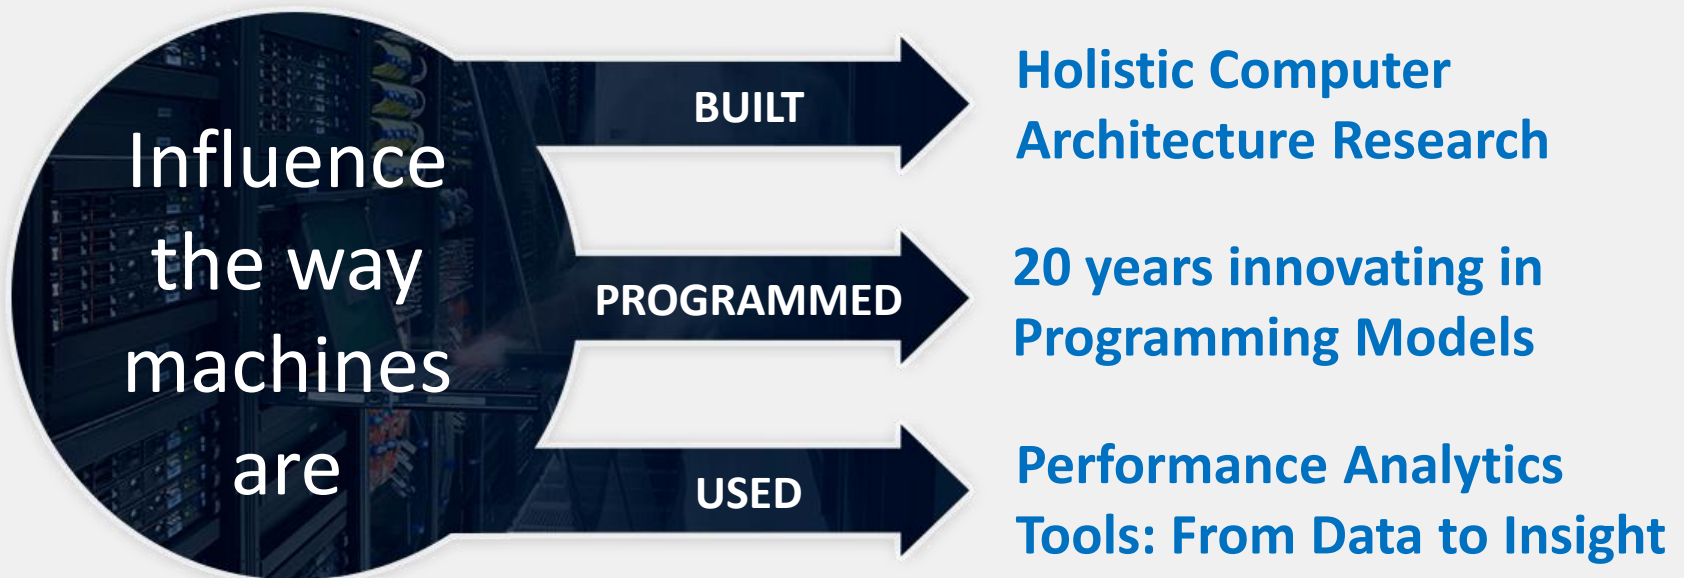 Influence
the way
machines
are
BUILT
Holistic Computer
Architecture Research
PROGRAMMED
20 years innovating in
Programming Models
USED
Performance Analytics
Tools: From Data to Insight